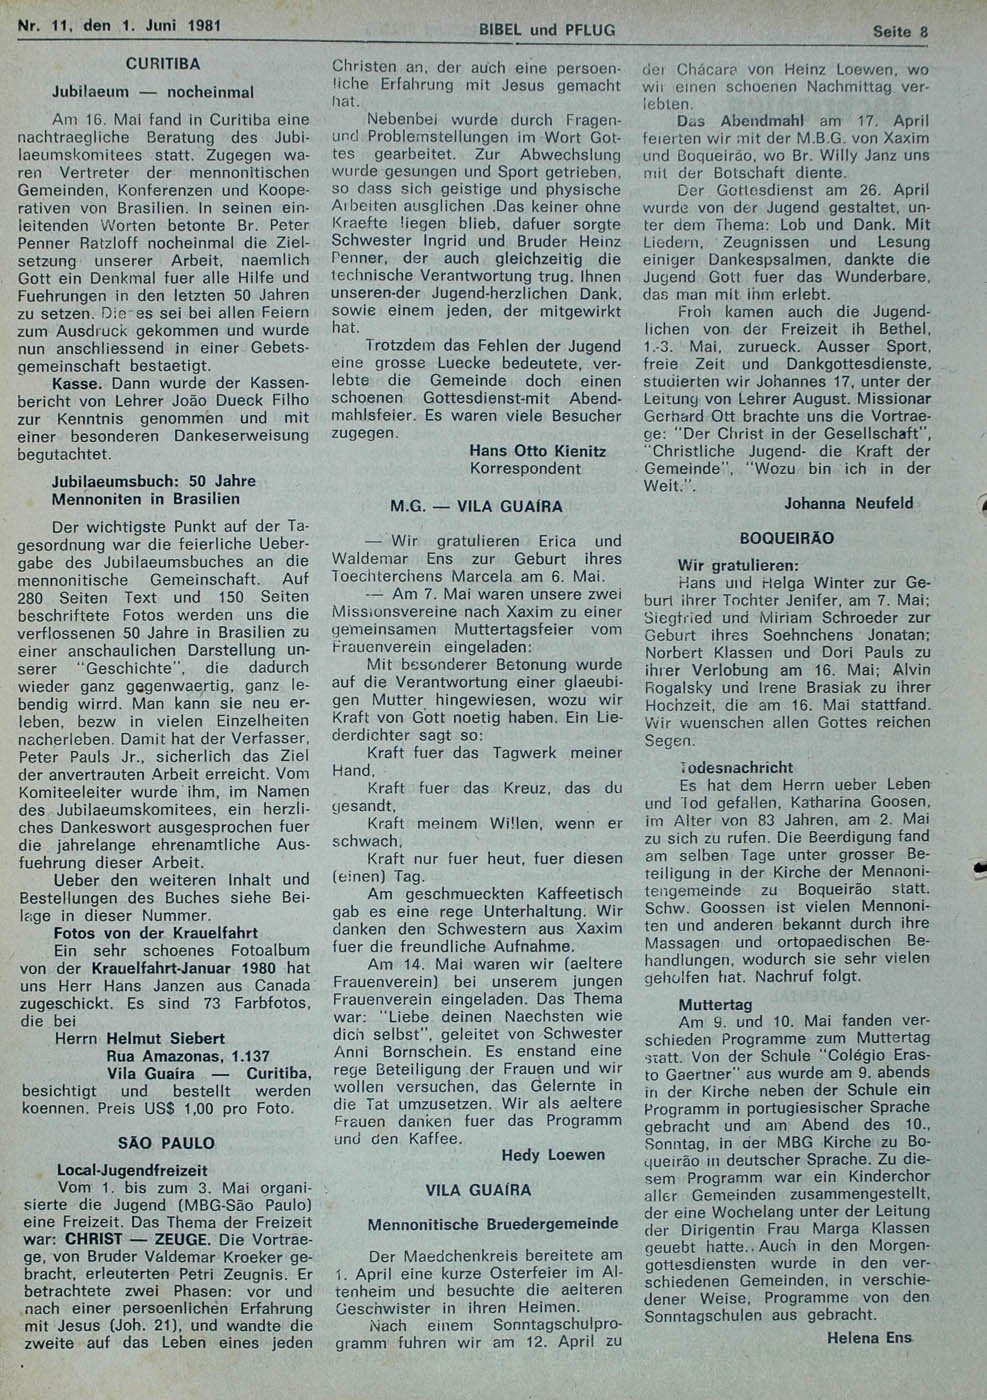 Nr. 11, den 1. Juni 1981
BIBEL und PFLUG
Seite 8
CURITIBA
Jubilaeum — nocheinmal
Am 16. Mai fand in Curitiba eine
nachtraegliche Beratung des Jubi-
laeumskomitees statt. Zugegen wa-
ren Vertreter der mennonitischen
Gemeinden, Konferenzen und Koope-
rativen von Brasilien. In seinen ein-
leitenden Worten betonte Br. Peter
Penner Ratzloff nocheinmal die Ziel-
setzung unserer Arbeit, naemlich
Gott ein Denkmal fuer alle Hilfe und
Fuehrungen in den letzten 50 Jahren
zu setzen. Dieses sei bei allen Feiern
zum Ausdruck gekommen und wurde
nun anschliessend in einer Gebets-
gemeinschaft bestaetigt.
Kasse. Dann wurde der Kassen-
bericht von Lehrer João Dueck Filho
zur Kenntnis genommen und mit
einer besonderen Dankeserweisung
begutachtet.
Jubilaeumsbuch: 50 Jahre
Mennoniten in Brasilien
Der wichtigste Punkt auf der Ta-
gesordnung war die feierliche Ueber-
gabe des Jubilaeumsbuches an die
mennonitische Gemeinschaft. Auf
280 Seiten Text und 150 Seiten
beschriftete Fotos werden uns die
verflossenen 50 Jahre in Brasilien zu
einer anschaulichen Darstellung un-
serer "Geschichte", die dadurch
wieder ganz gegenwaertig, ganz le-
bendig wirrd. Man kann sie neu er-
leben, bezw in vielen Einzelheiten
nacherleben. Damit hat der Verfasser,
Peter Pauls Jr., sicherlich das Ziel
der anvertrauten Arbeit erreicht. Vom
Komiteeleiter wurde ihm, im Namen
des Jubilaeumskomitees, ein herzli-
ches Dankeswort ausgesprochen fuer
die jahrelange ehrenamtliche Aus-
fuehrung dieser Arbeit.
Ueber den weiteren Inhalt und
Bestellungen des Buches siehe Bei-
lage in dieser Nummer.
Fotos von der Krauelfahrt
Ein sehr schoenes Fotoalbum
von der Krauelfahrt-Januar 1980 hat
uns Herr Hans Janzen aus Canada
zugeschickt. Es sind 73 Farbfotos,
die bei
Herrn Helmut Siebert
Rua Amazonas, 1.137
Vila Guaíra — Curitiba,
besichtigt und bestellt werden
koennen. Preis US$ 1,00 pro Foto.
SÃO PAULO
Local-Jugendfreizeit
Vom 1. bis zum 3. Mai organi-
sierte die Jugend (MBG-São Paulo)
eine Freizeit. Das Thema der Freizeit
war: CHRIST — ZEUGE. Die Vorträe-
ge, von Bruder Valdemar Kroeker ge-
bracht, erleuterten Petri Zeugnis. Er
betrachtete zwei Phasen: vor und
nach einer persoenlichen Erfahrung
mit Jesus (Joh. 21), und wandte die
zweite auf das Leben eines jeden
Christen an, der auch eine persoen-
liche Erfahrung mit Jesus gemacht
hat.
Nebenbei wurde durch Fragen-
und Problemstellungen im Wort Got-
tes gearbeitet. Zur Abwechslung
wurde gesungen und Sport getrieben,
so dass sich geistige und physische
Arbeiten ausglichen .Das keiner ohne
Kraefte liegen blieb, dafuer sorgte
Schwester Ingrid und Bruder Heinz
Penner, der auch gleichzeitig die
technische Verantwortung trug. Ihnen
unseren-der Jugend-herzlichen Dank,
sowie einem jeden, der mitgewirkt
hat.
Trotzdem das Fehlen der Jugend
eine grosse Luecke bedeutete, ver-
lebte die Gemeinde doch einen
schoenen Gottesdienst-mit Abend-
mahlsfeier. Es waren viele Besucher
zugegen.
Hans Otto Kienitz
Korrespondent
M.G. — VILA GUAÍRA
— Wir gratulieren Erica und
Waldemar Ens zur Geburt ihres
Toechterchens Marcela am 6. Mai.
— Am 7. Mai waren unsere zwei
Missionsvereine nach Xaxim zu einer
gemeinsamen Muttertagsfeier vom
Frauenverein eingeladen:
Mit besonderer Betonung wurde
auf die Verantwortung einer glaeubi-
gen Mutter hingewiesen, wozu wir
Kraft von Gott noetig haben. Ein Lie-
derdichter sagt so:
Kraft fuer das Tagwerk meiner
Hand,
Kraft fuer das Kreuz, das du
gesandt,
Kraft meinem Willen, wenn er
schwach,
Kraft nur fuer heut, fuer diesen
(einen) Tag.
Am geschmueckten Kaffeetisch
gab es eine rege Unterhaltung. Wir
danken den Schwestern aus Xaxim
fuer die freundliche Aufnahme.
Am 14. Mai waren wir (aeltere
Frauenverein) bei unserem jungen
Frauenverein eingeladen. Das Thema
war: "Liebe deinen Naechsten wie
dich selbst", geleitet von Schwester
Anni Bornschein. Es enstand eine
rege Beteiligung der Frauen und wir
wollen versuchen, das Gelernte in
die Tat umzusetzen. Wir als aeltere
Frauen danken fuer das Programm
und den Kaffee.
Hedy Loewen
VILA GUAÍRA
Mennonitische Bruedergemeinde
Der Maedchenkreis bereitete am
1. April eine kurze Osterfeier im Al-
tenheim und besuchte die aelteren
Geschwister in ihren Heimen.
Nach einem Sonntagschulpro-
gramm fuhren wir am 12. April zu
der Chácara von Heinz Loewen, wo
wir einen schoenen Nachmittag ver-
lebten.
Das Abendmahl am 17. April
feierten wir mit der M.B.G. von Xaxim
und Boqueirão, wo Br. Willy Janz uns
mit der Botschaft diente.
Der Gottesdienst am 26. April
wurde von der Jugend gestaltet, un-
ter dem Thema: Lob und Dank. Mit
Liedern, Zeugnissen und Lesung
einiger Dankespsalmen, dankte die
Jugend Gott fuer das Wunderbare,
das man mit ihm erlebt.
Froh kamen auch die Jugend-
lichen von der Freizeit ih Bethel,
1.-3. Mai, zurueck. Ausser Sport,
freie Zeit und Dankgottesdienste,
studierten wir Johannes 17, unter der
Leitung von Lehrer August. Missionar
Gerhard Ott brachte uns die Vortrae-
ge: "Der Christ in der Gesellschaft",
"Christliche Jugend- die Kraft der
Gemeinde", "Wozu bin ich in der
Welt.".
Johanna Neufeld
BOQUEIRÃO
Wir gratulieren:
Hans und Helga Winter zur Ge-
burt ihrer Tochter Jenifer, am 7. Mai;
Siegfried und Miriam Schroeder zur
Geburt ihres Soehnchens Jonatan;
Norbert Klassen und Dori Pauls zu
ihrer Verlobung am 16. Mai; Alvin
Rogalsky und Irene Brasiak zu ihrer
Hochzeit, die am 16. Mai stattfand.
Wir wuenschen allen Gottes reichen
Segen.
Todesnachricht
Es hat dem Herrn ueber Leben
und Tod gefallen, Katharina Goosen,
im Alter von 83 Jahren, am 2. Mai
zu sich zu rufen. Die Beerdigung fand
am selben Tage unter grosser Be-
teiligung in der Kirche der Mennoni-
tengemeinde zu Boqueirão statt.
Schw. Goossen ist vielen Mennoni-
ten und anderen bekannt durch ihre
Massagen und ortopaedischen Be-
handlungen, wodurch sie sehr vielen
geholfen hat. Nachruf folgt.
Muttertag
Am 9. und 10. Mai fanden ver-
schieden Programme zum Muttertag
statt. Von der Schule "Colégio Eras-
to Gaertner" aus wurde am 9. abends
in der Kirche neben der Schule ein
Programm in portugiesischer Sprache
gebracht und am Abend des 10.,
Sonntag, in der MBG Kirche zu Bo-
queirão in deutscher Sprache. Zu die-
sem Programm war ein Kinderchor
aller Gemeinden zusammengestellt,
der eine Wochelang unter der Leitung
der Dirigentin Frau Marga Klassen
geuebt hatte.. Auch in den Morgen-
gottesdiensten wurde in den ver-
schiedenen Gemeinden, in verschie-
dener Weise, Programme von den
Sonntagschulen aus gebracht.
Helena Ens